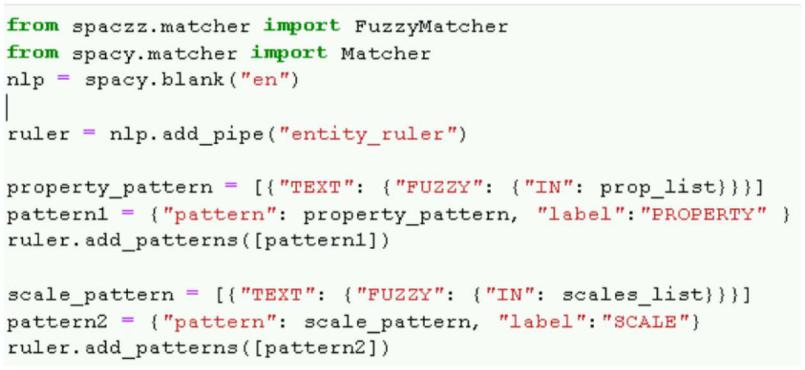 from spaczz.matcher import FuzzyMatcher
from spacy.matcher import Matcher
nlp = spacy.blank("en")

ruler = nlp.add_pipe("entity_ruler")

property_pattern = [{"TEXT": {"FUZZY": {"IN": prop_list}}}]
pattern1 = {"pattern": property_pattern, "label":"PROPERTY" }
ruler.add_patterns([pattern1])

scale_pattern = [{"TEXT": {"FUZZY": {"IN": scales_list}}}]
pattern2 = {"pattern": scale_pattern, "label":"SCALE"}
ruler.add_patterns([pattern2])